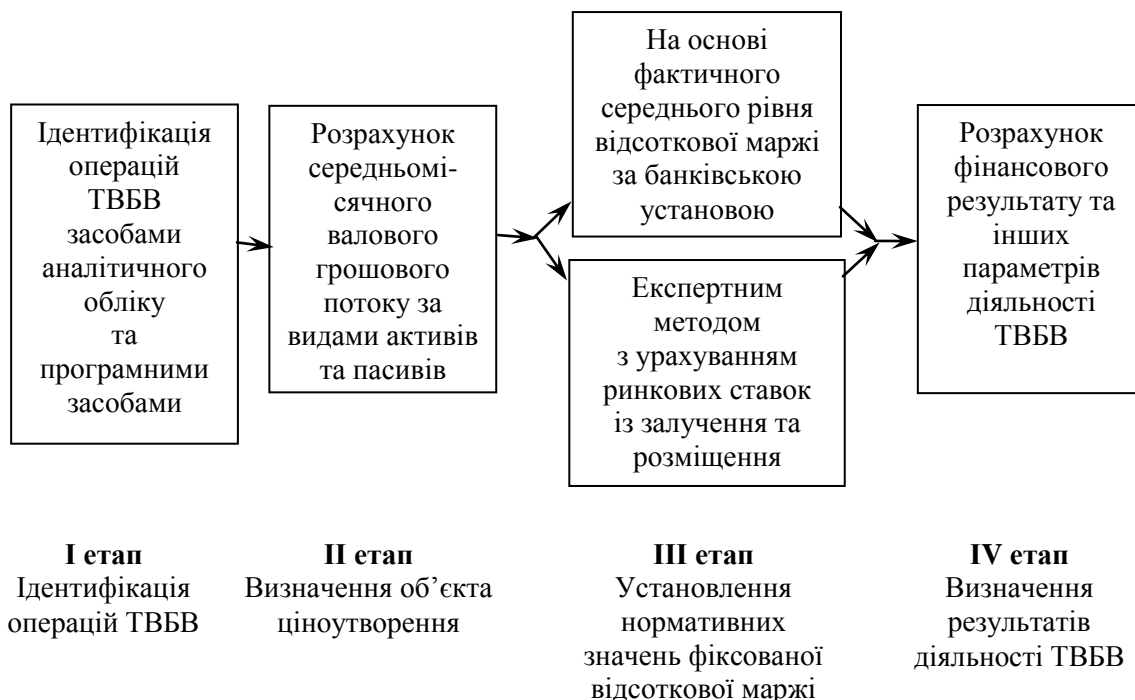 Ідентифікація
операцій
ТВБВ
засобами
аналітичного
обліку
та
програмними
засобами
Розрахунок
середньомі-
сячного
валового
грошового
потоку за
видами активів
та пасивів
На основі
фактичного
середнього рівня
відсоткової маржі
за банківською
установою
Експертним
методом
з урахуванням
ринкових ставок
із залучення та
розміщення
Розрахунок
фінансового
результату та
інших
параметрів
діяльності
ТВБВ
І етап
Ідентифікація
операцій ТВБВ
ІІ етап
Визначення об’єкта
ціноутворення
ІІІ етап
Установлення
нормативних
значень фіксованої
відсоткової маржі
IV етап
Визначення
результатів
діяльності ТВБВ